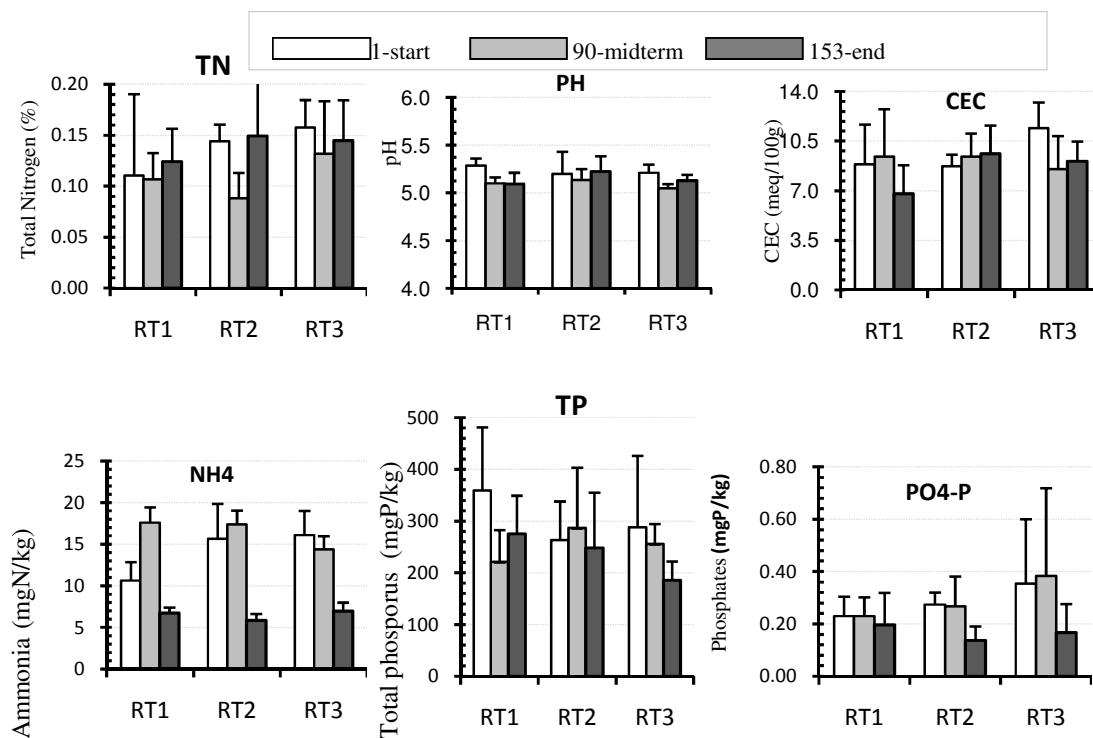 1-start 90-midterm 153-end
TN
Total Nitrogen (%)
0.20
0.15
0.10
0.05
0.00
RT1 RT2 RT3
PH
pH
6.0
5.5
5.0
4.5
4.0
RT1 RT2 RT3
CEC
CEC (meq/100g)
14.0
10.5
7.0
3.5
0.0
RT1 RT2 RT3
NH4
Ammonia (mgN/kg)
25
20
15
10
5
0
RT1 RT2 RT3
TP
Total phosporus (mgP/kg)
500
400
300
200
100
0
RT1 RT2 RT3
PO4-P
Phosphates (mgP/kg)
0.80
0.60
0.40
0.20
0.00
RT1 RT2 RT3